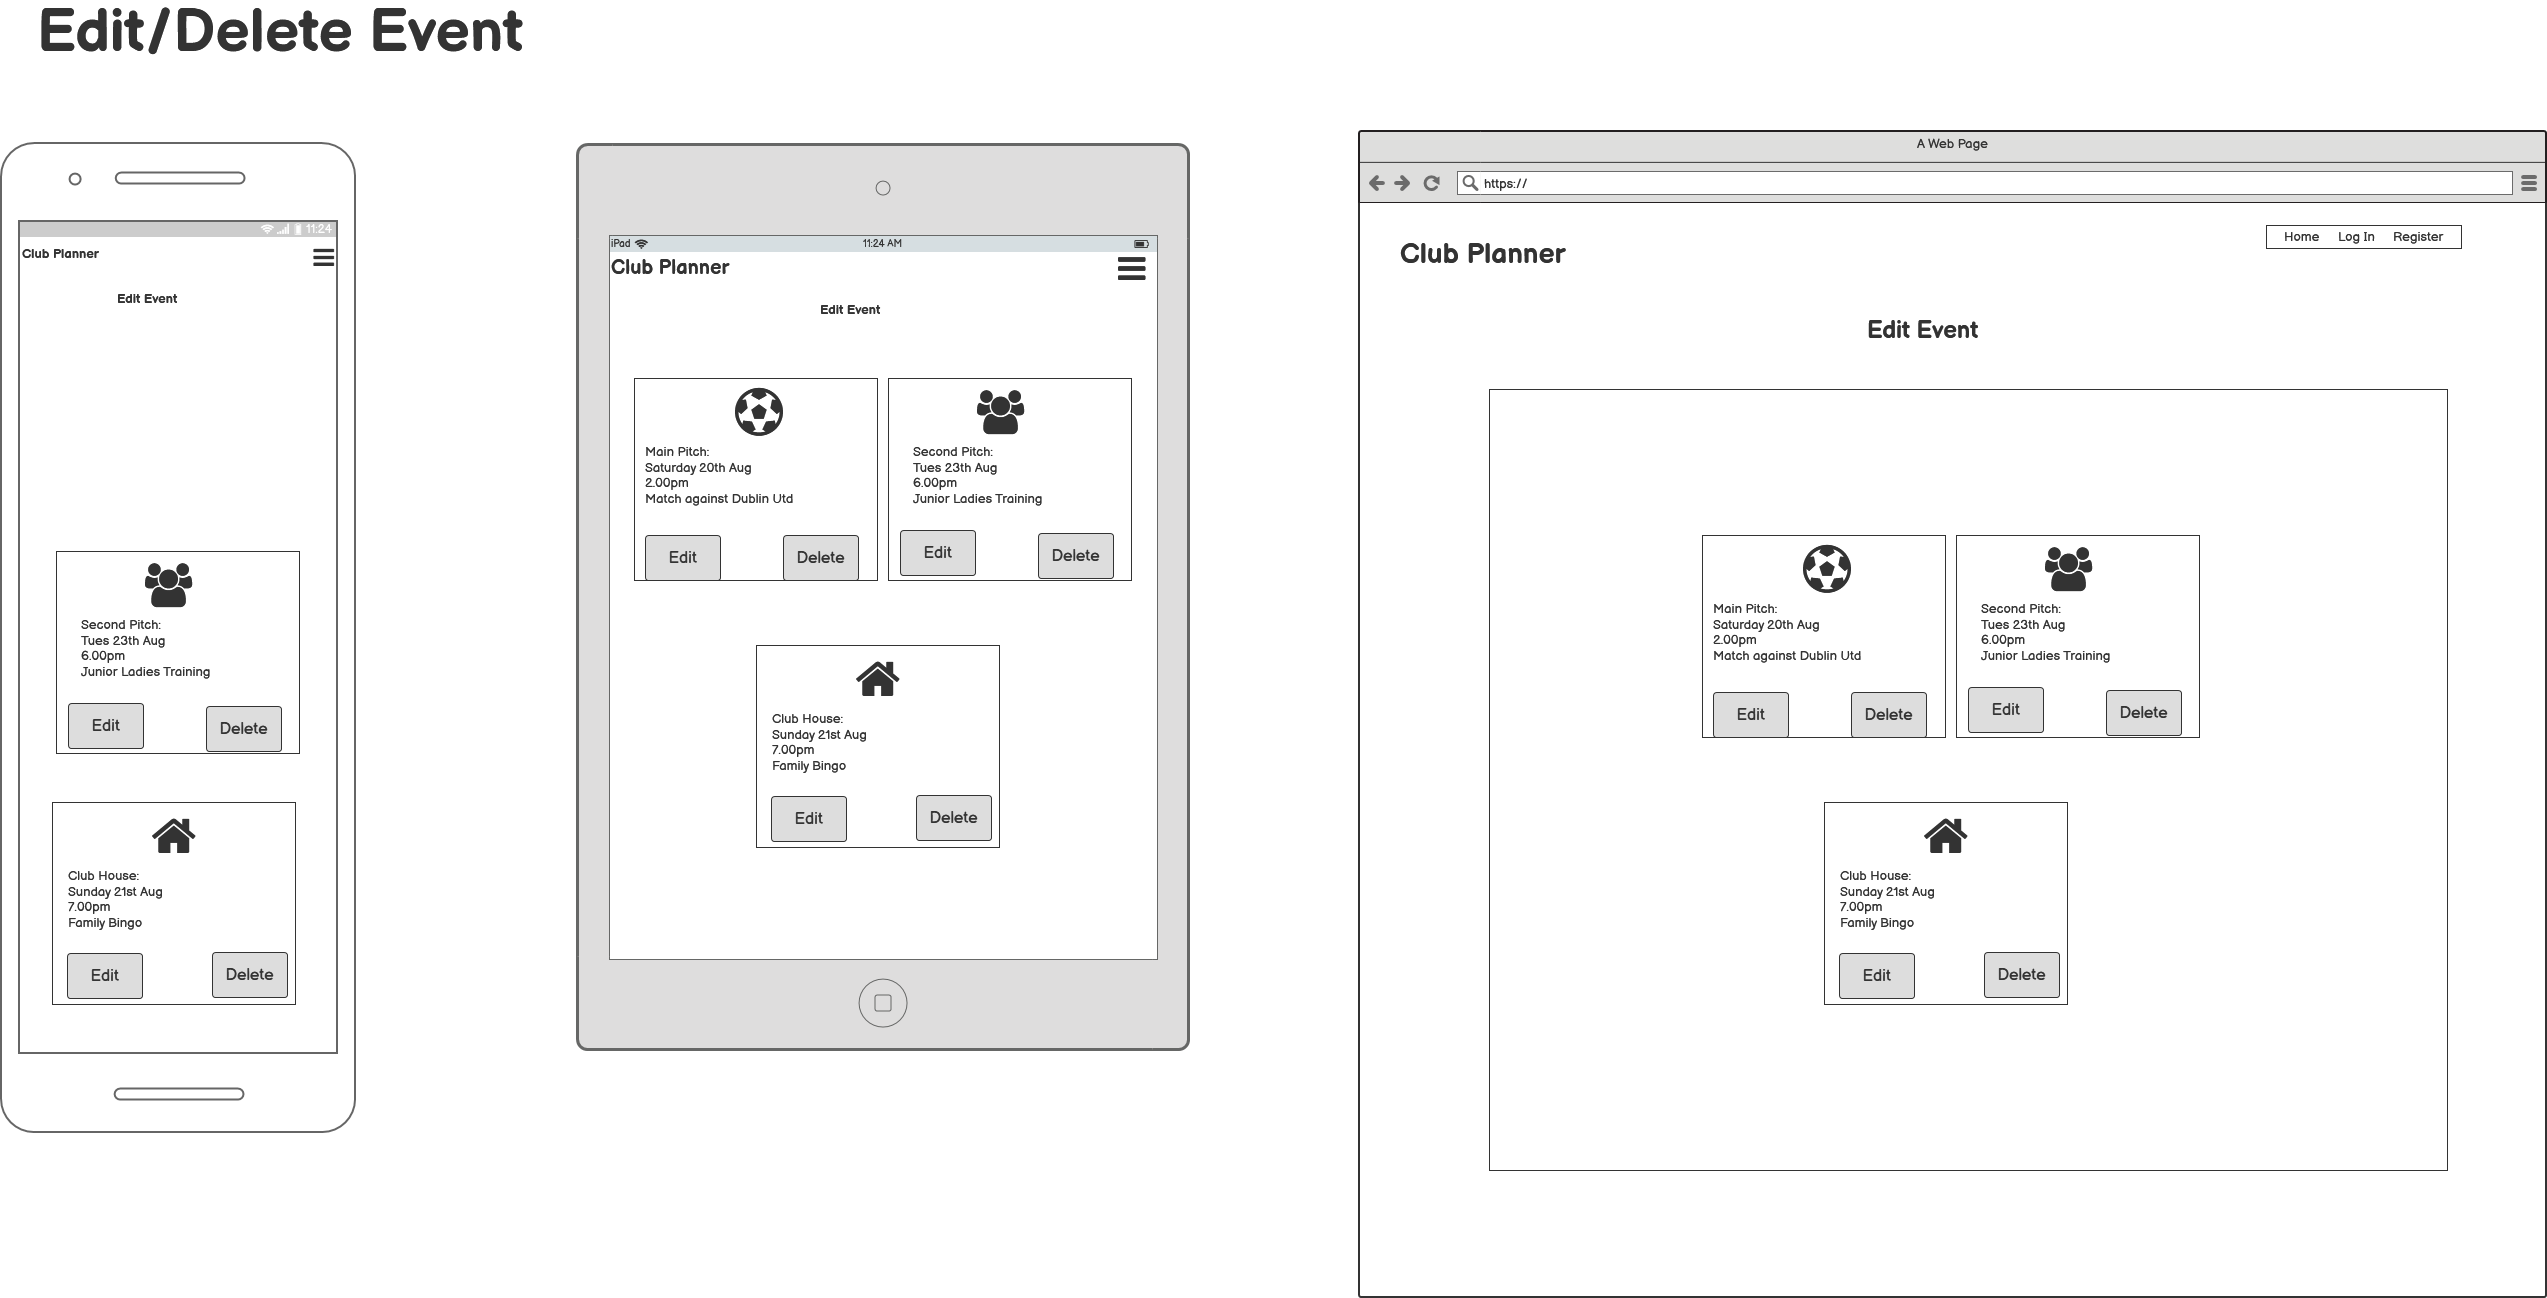 Edit/Delete Event
11:24
Club Planner
Edit Event
Second Pitch:
Tues 23th Aug
6.00pm
Junior Ladies Training
Edit
Delete
Club House:
Sunday 21st Aug
7.00pm
Family Bingo
Edit
Delete
iPad
11:24 AM
Club Planner
Edit Event
Main Pitch:
Saturday 20th Aug
2.00pm
Match against Dublin Utd
Edit
Delete
Second Pitch:
Tues 23th Aug
6.00pm
Junior Ladies Training
Edit
Delete
Club House:
Sunday 21st Aug
7.00pm
Family Bingo
Edit
Delete
A Web Page
https://
Home Log In Register
Club Planner
Edit Event
Main Pitch:
Saturday 20th Aug
2.00pm
Match against Dublin Utd
Edit
Delete
Second Pitch:
Tues 23th Aug
6.00pm
Junior Ladies Training
Edit
Delete
Club House:
Sunday 21st Aug
7.00pm
Family Bingo
Edit
Delete